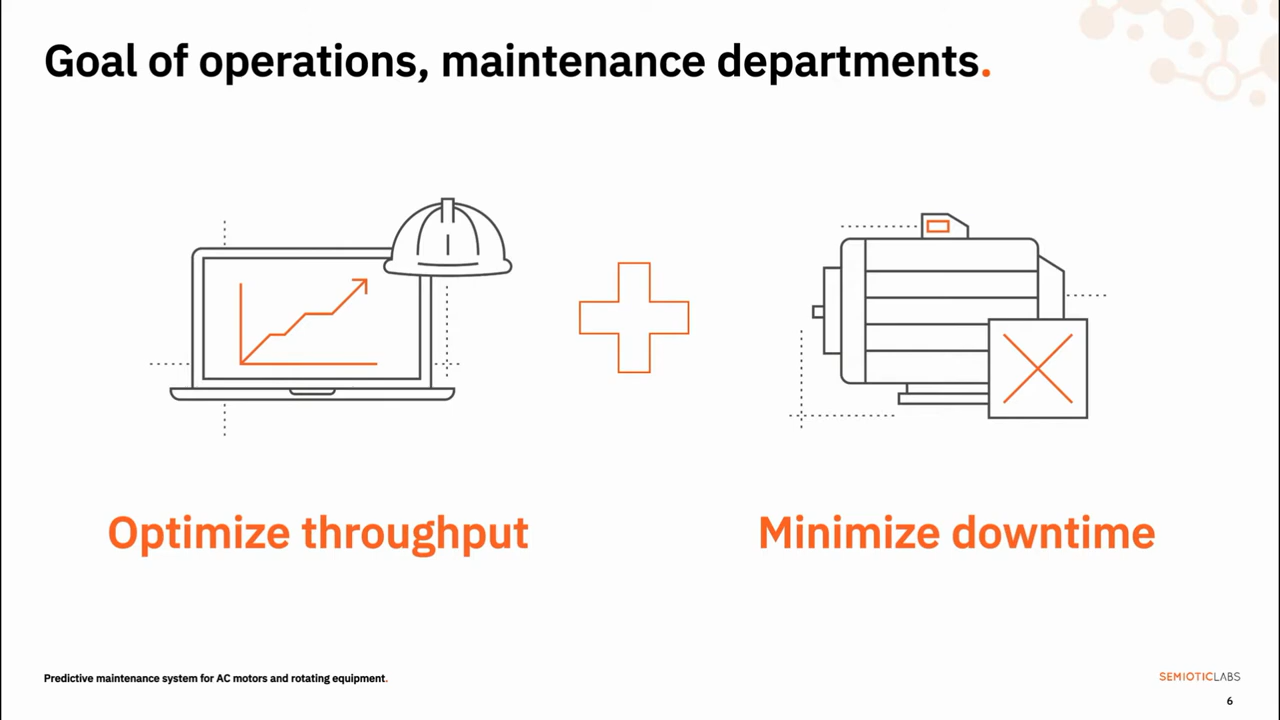 Goal of operations, maintenance departments.
Optimize throughput
Minimize downtime
Predictive maintenance system for AC motors and rotating equipment.
SEMIOTICLABS
6